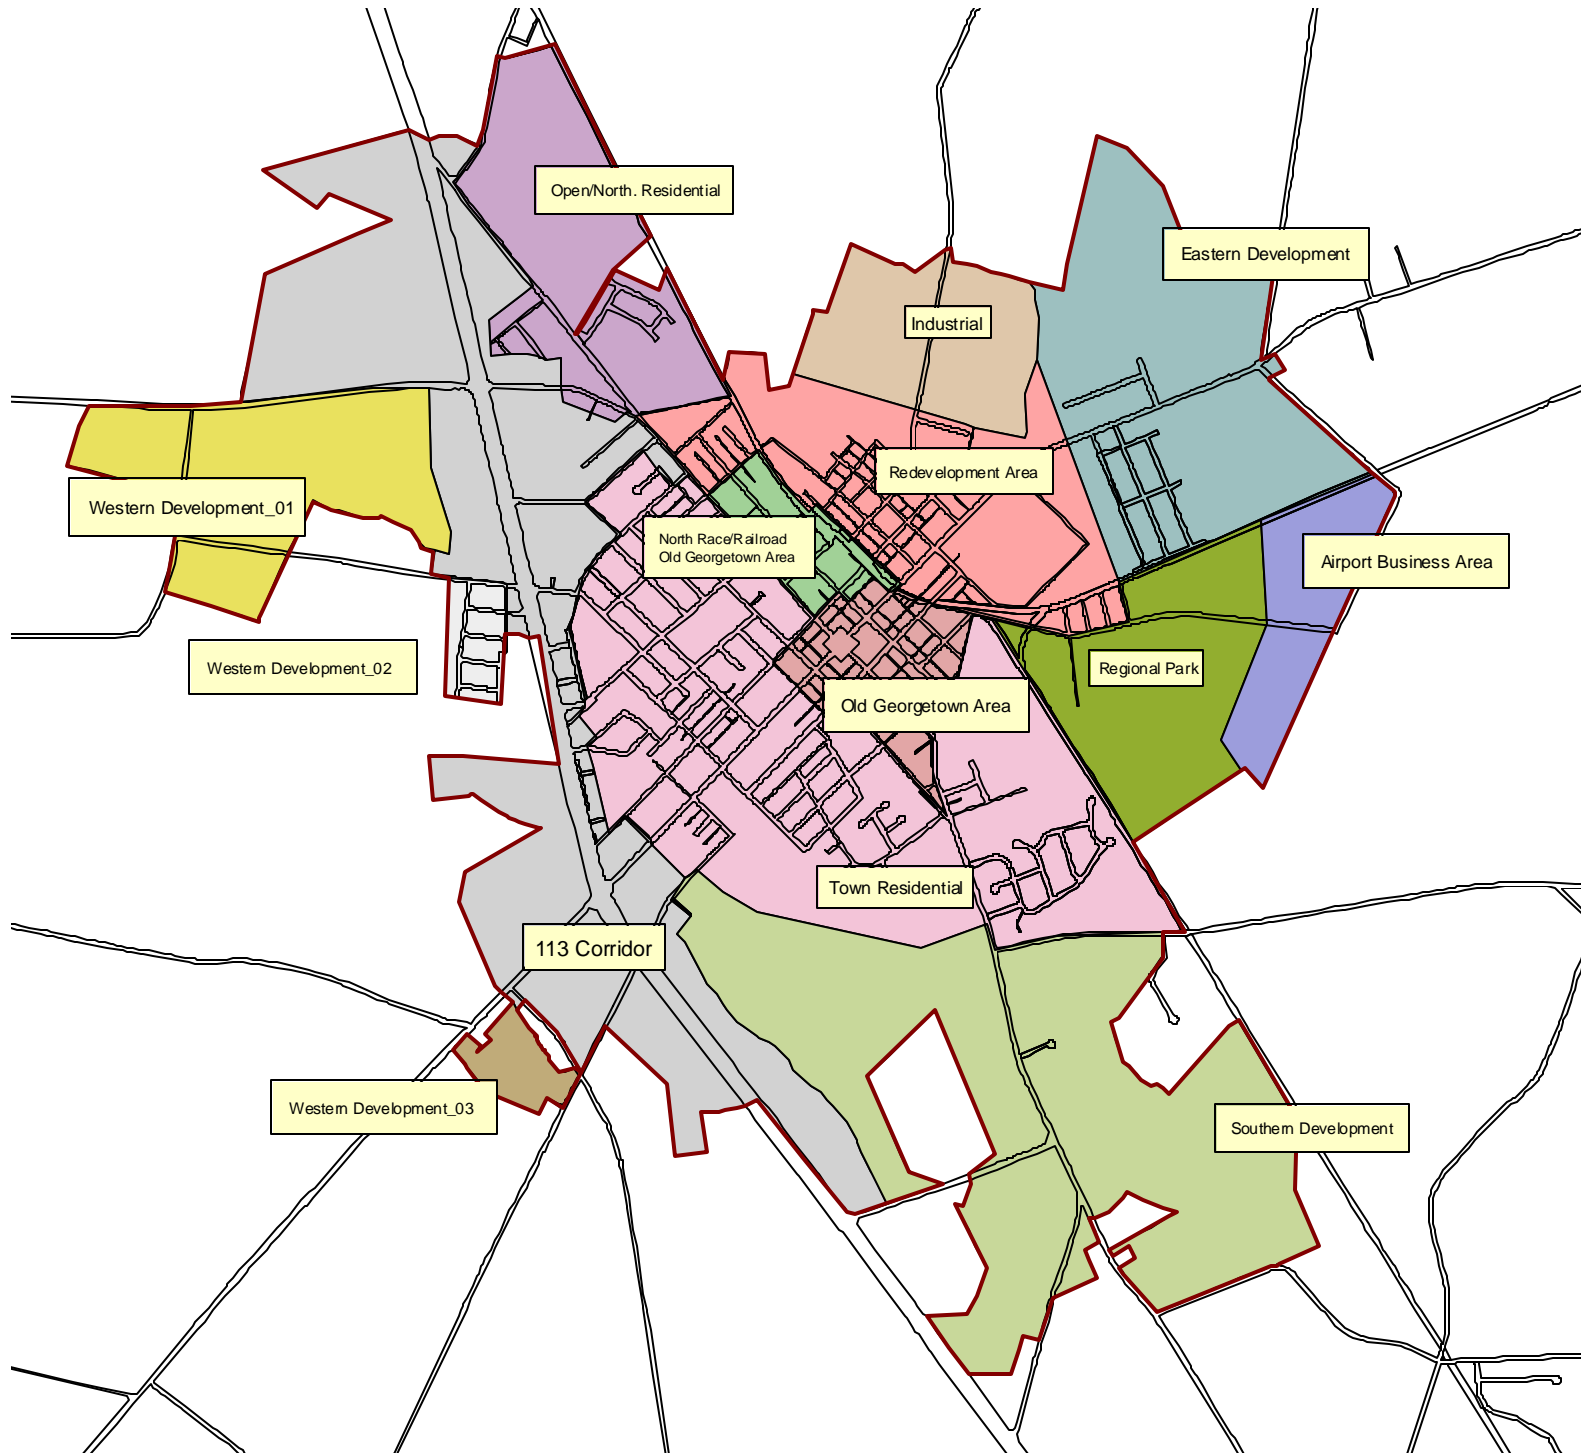 Open/North. Residential
Eastern Development
Industrial
Redevelopment Area
Western Development_01
North Race/Railroad
Old Georgetown Area
Airport Business Area
Western Development_02
Regional Park
Old Georgetown Area
Town Residential
113 Corridor
Western Development_03
Southern Development